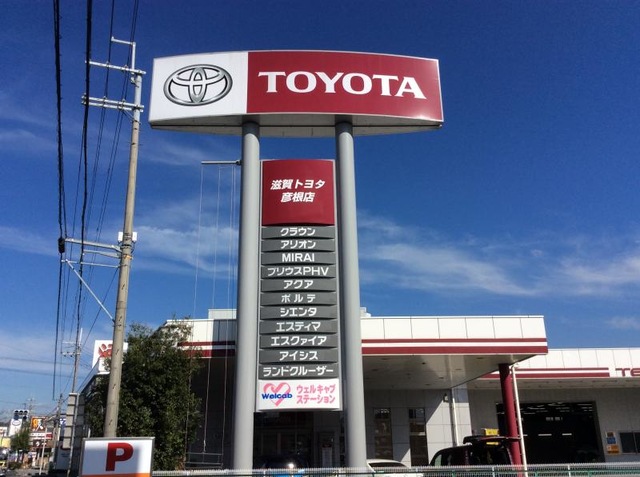 TOYOTA
滋賀トヨタ
彦根店
クラウン
アリオン
MIRAI
プリウスPHV
アクア
ポルテ
シエンタ
エスティマ
エスクァイア
アイシス
ランドクルーザー
Welcab
ウェルキャブ
ステーション
P